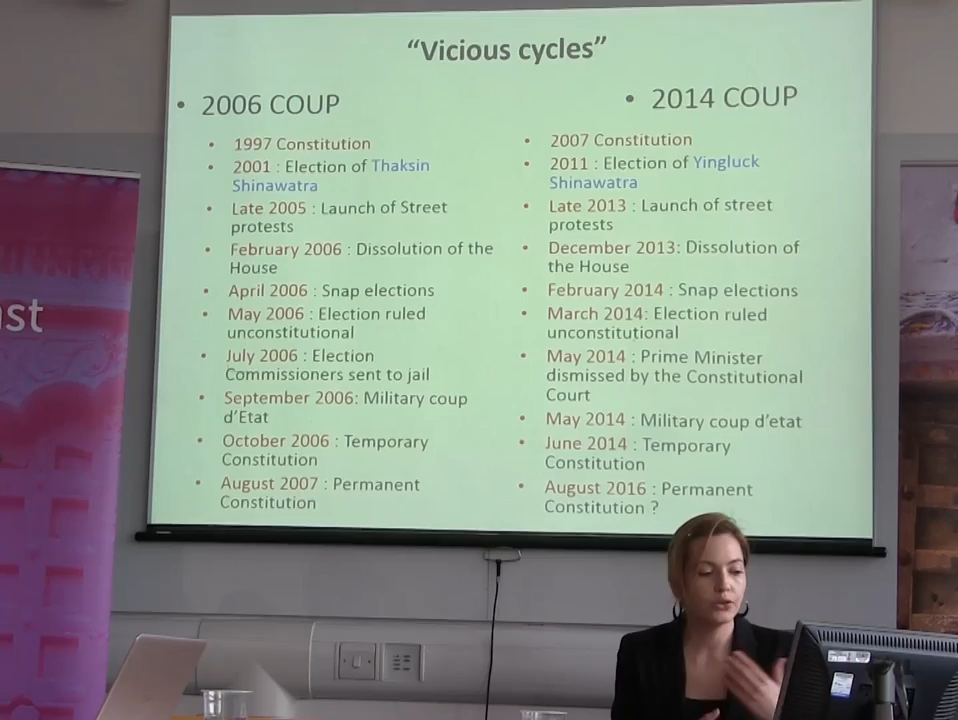 “Vicious cycles”
• 2006 COUP
• 1997 Constitution
• 2001 : Election of Thaksin
Shinawatra
• Late 2005 : Launch of Street
protests
• February 2006 : Dissolution of the
House
• April 2006 : Snap elections
• May 2006 : Election ruled
unconstitutional
• July 2006 : Election
Commissioners sent to jail
• September 2006: Military coup
d’Etat
• October 2006 : Temporary
Constitution
• August 2007 : Permanent
Constitution
• 2014 COUP
• 2007 Constitution
• 2011 : Election of Yingluck
Shinawatra
• Late 2013 : Launch of street
protests
• December 2013: Dissolution of
the House
• February 2014 : Snap elections
• March 2014: Election ruled
unconstitutional
• May 2014 : Prime Minister
dismissed by the Constitutional
Court
• May 2014 : Military coup d’etat
• June 2014 : Temporary
Constitution
• August 2016 : Permanent
Constitution ?
ast